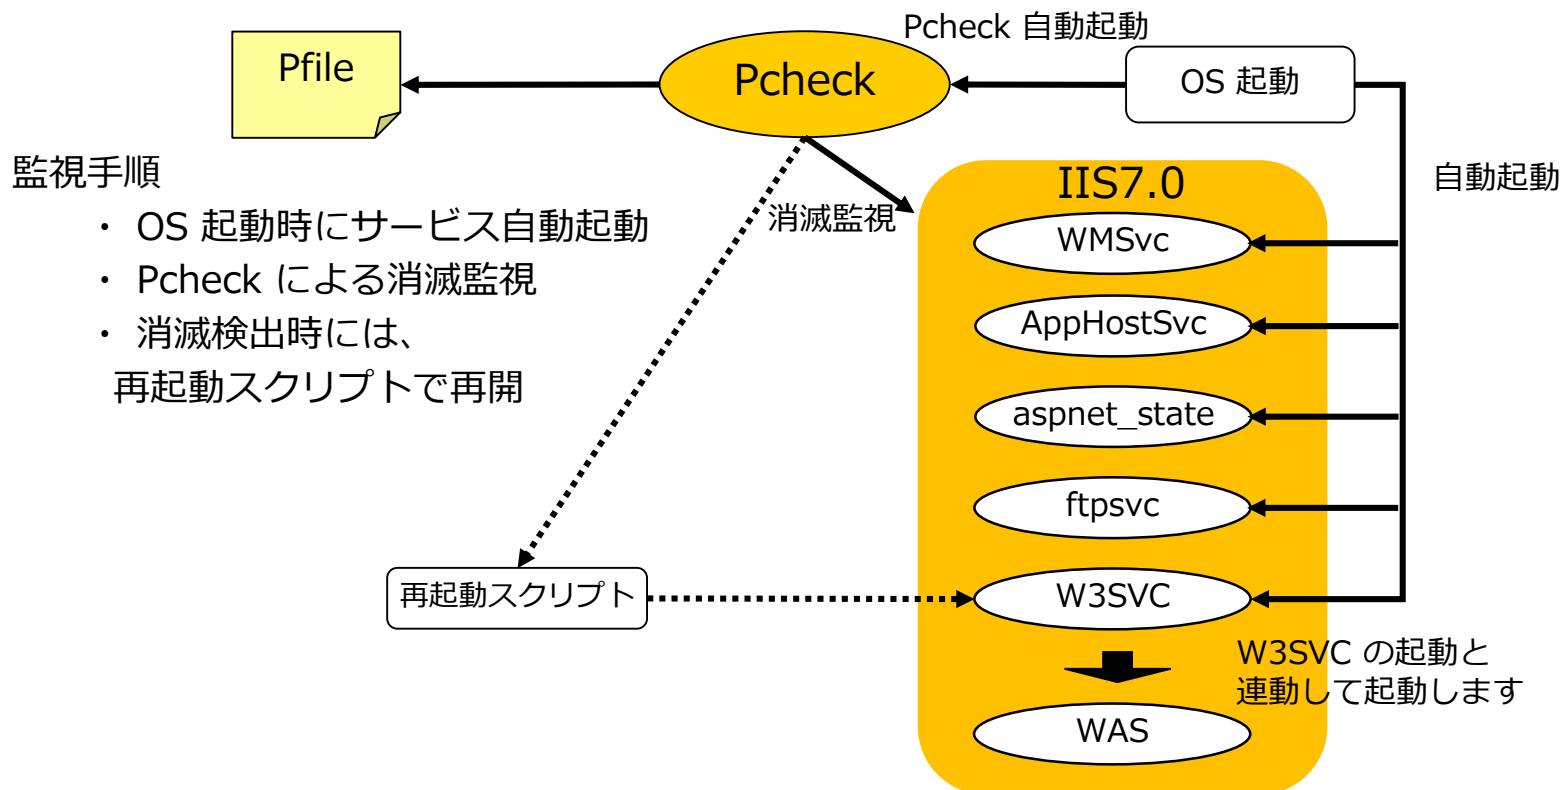 Pcheck 自動起動
Pfile
Pcheck
OS 起動
監視手順
・ OS 起動時にサービス自動起動
・ Pcheck による消滅監視
・ 消滅検出時には、
再起動スクリプトで再開
消滅監視
自動起動
IIS7.0
WMSvc
AppHostSvc
aspnet_state
ftpsvc
再起動スクリプト
W3SVC
W3SVC の起動と
連動して起動します
WAS